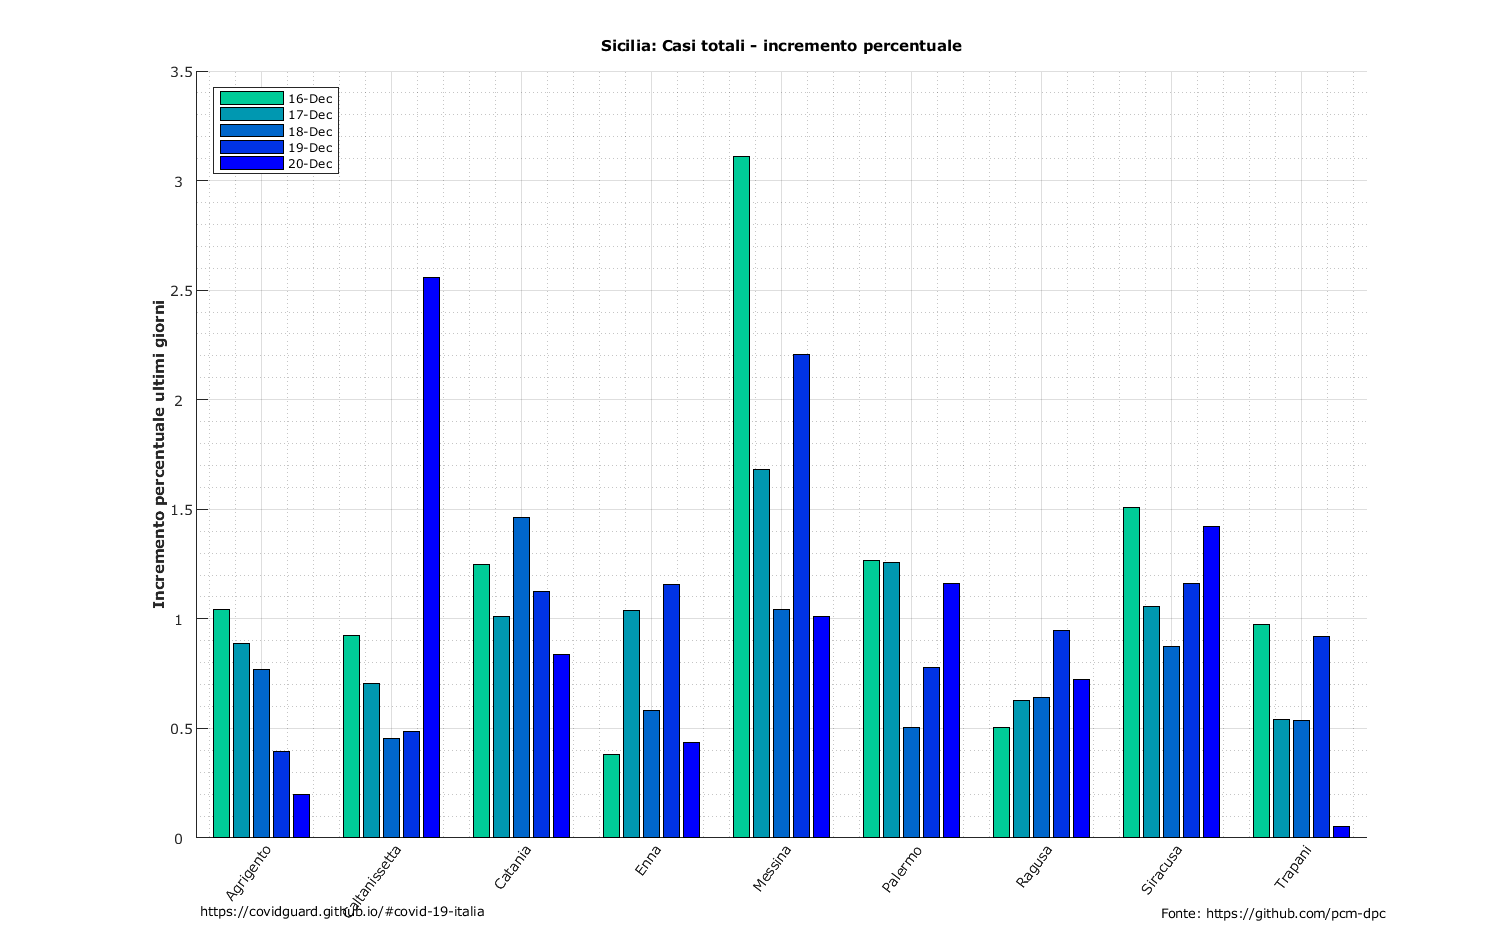 Sicilia: Casi totali - incremento percentuale
3.5
3
2.5
2
1.5
1
0.5
0
Incremento percentuale ultimi giorni
16-Dec
17-Dec
18-Dec
19-Dec
20-Dec
Agrigento
Caltanissetta
Catania
Enna
Messina
Palermo
Ragusa
Siracusa
Trapani
https://covidguard.github.io/#covid-19-italia
Fonte: https://github.com/pcm-dpc